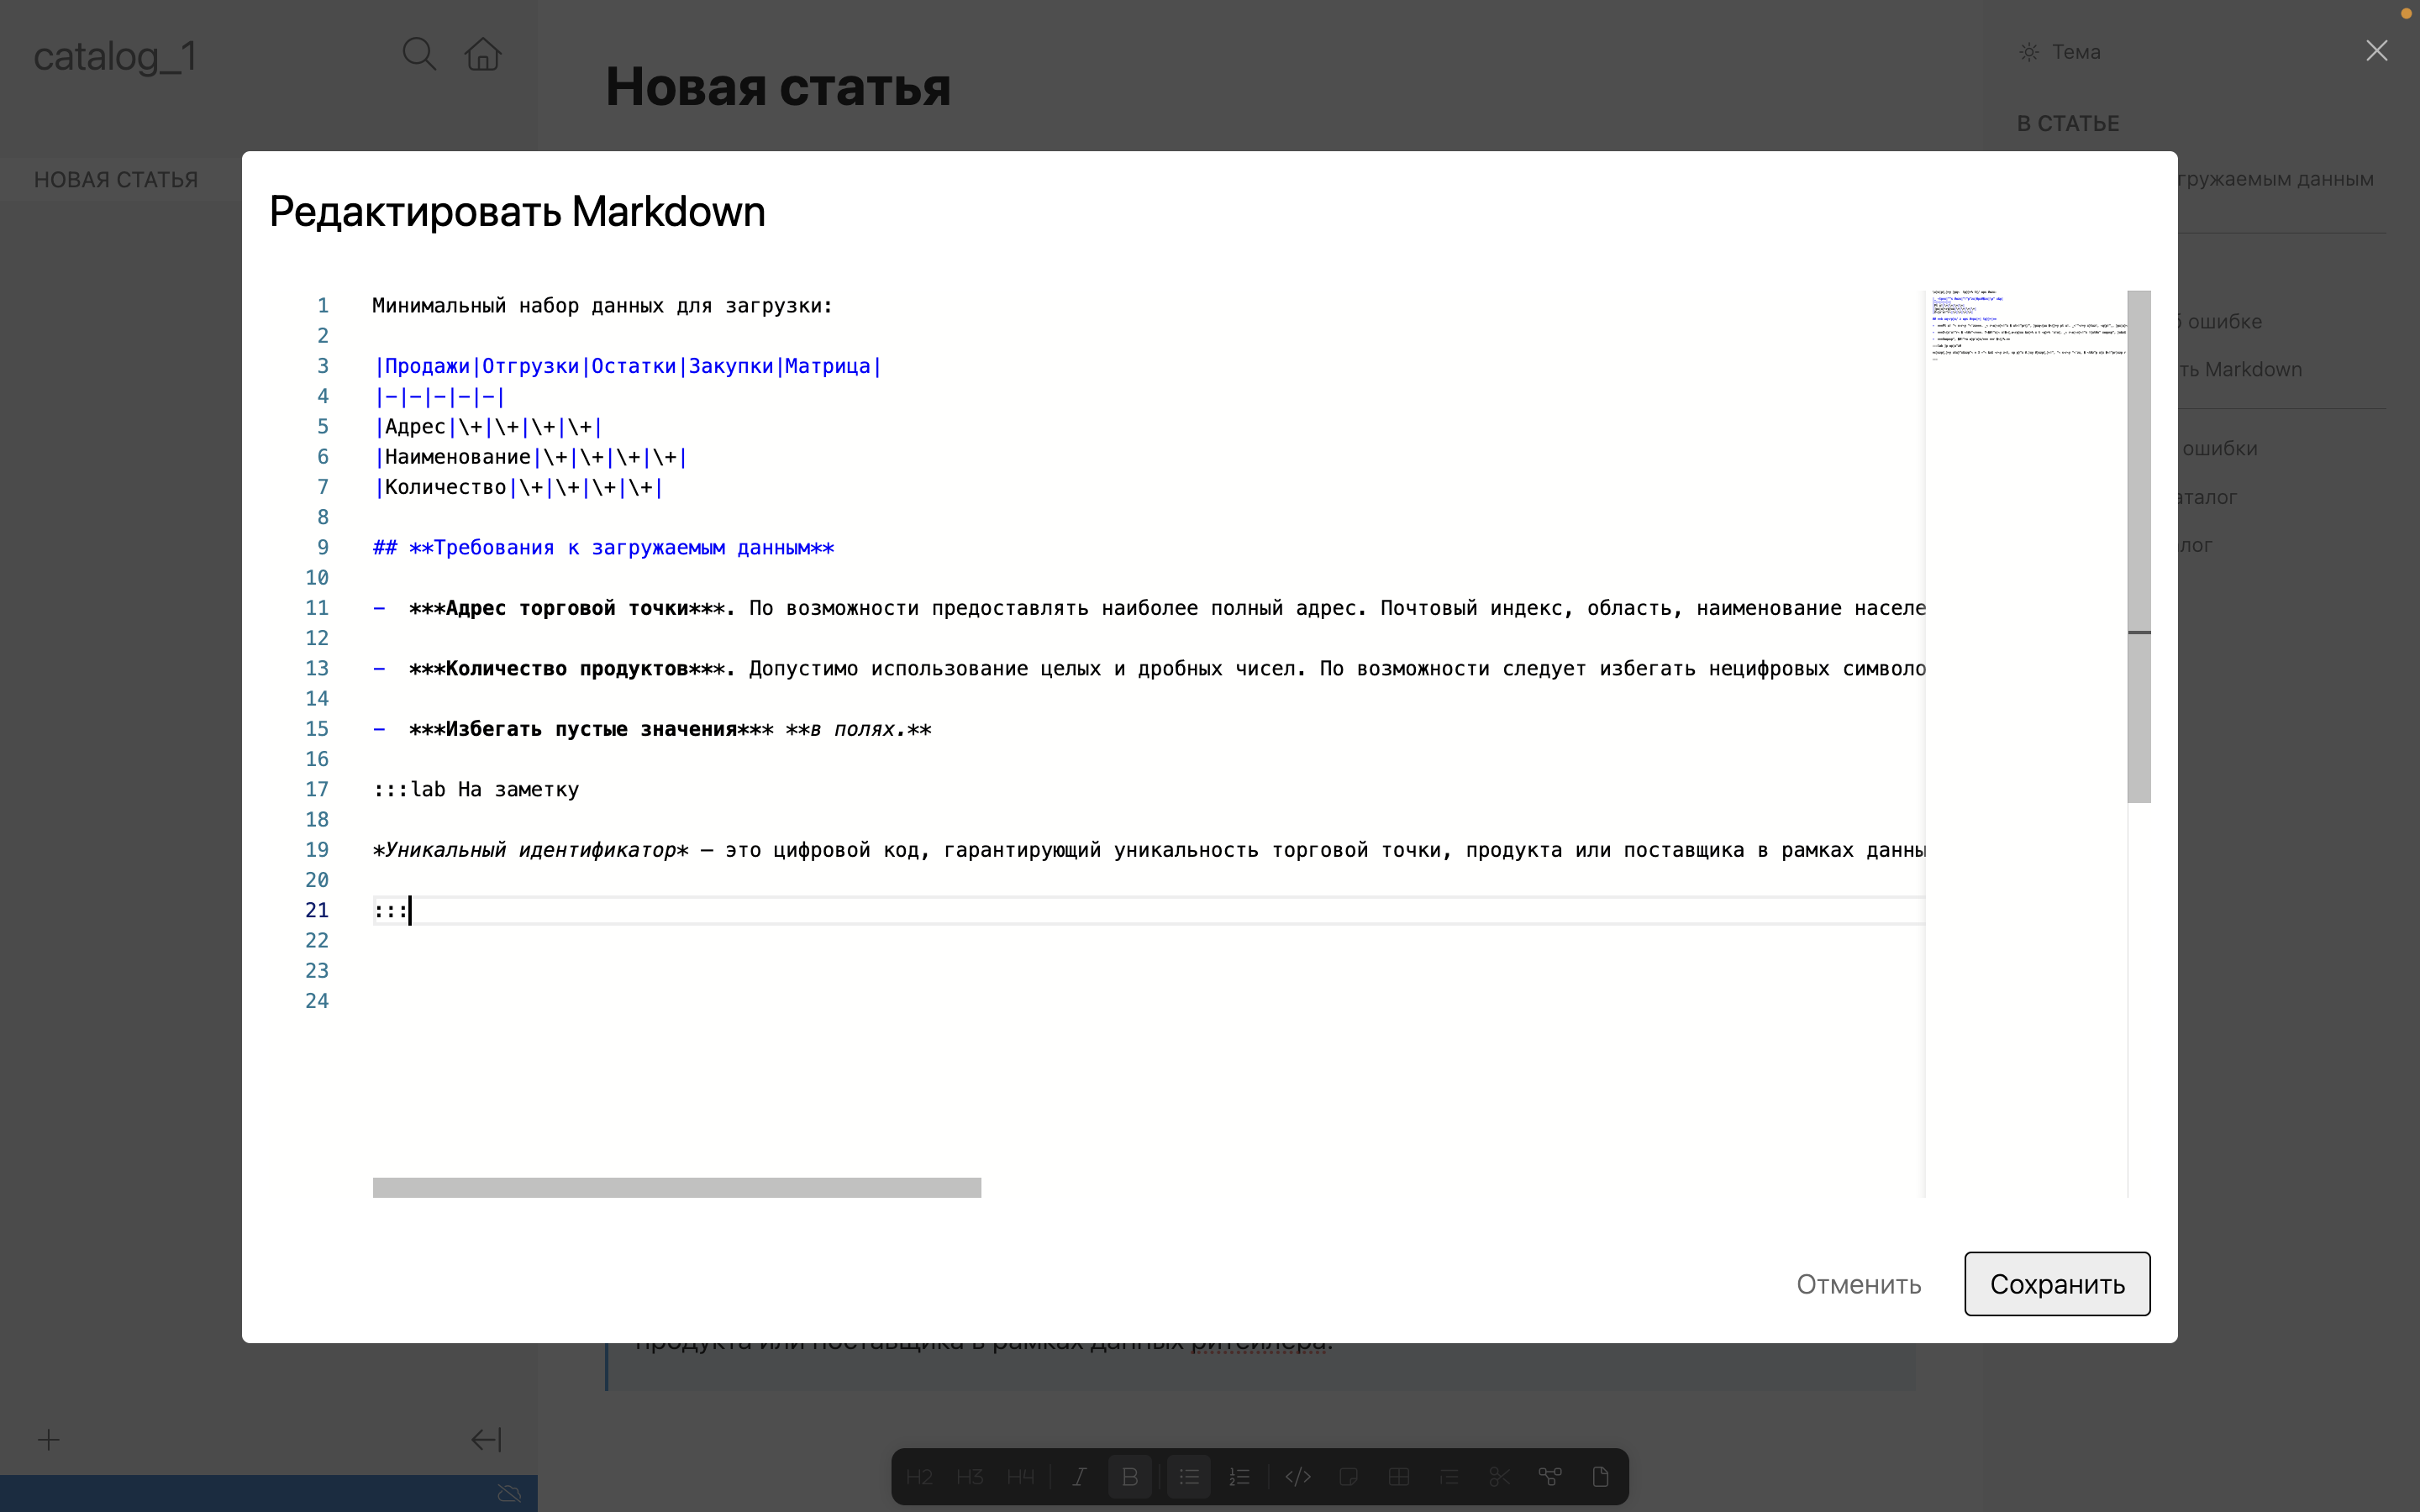 catalog_1
НОВАЯ СТАТЬЯ
Новая статья
Тема
В СТАТЬЕ
гружаемым данным
ошибке
ть Markdown
ошибки
аталог
лог
Редактировать Markdown
1 Минимальный набор данных для загрузки:
2
3 |Продажи|Отгрузки|Остатки|Закупки|Матрица|
4 |-|-|-|-|-|
5 |Адрес|\+|\+|\+|\+|
6 |Наименование|\+|\+|\+|\+|
7 |Количество|\+|\+|\+|\+|
8
9 ## **Требования к загружаемым данным**
10
11 - ***Адрес торговой точки***. По возможности предоставлять наиболее полный адрес. Почтовый индекс, область, наименование населе
12
13 - ***Количество продуктов***. Допустимо использование целых и дробных чисел. По возможности следует избегать нецифровых символо
14
15 - ***Избегать пустые значения*** **в полях.**
16
17 :::lab На заметку
18
19 *Уникальный идентификатор* – это цифровой код, гарантирующий уникальность торговой точки, продукта или поставщика в рамках данны
20
21 :::
22
23
24
Отменить
Сохранить
продукта или поставщика в рамках данных ритейлера.
H2 H3 H4 I B